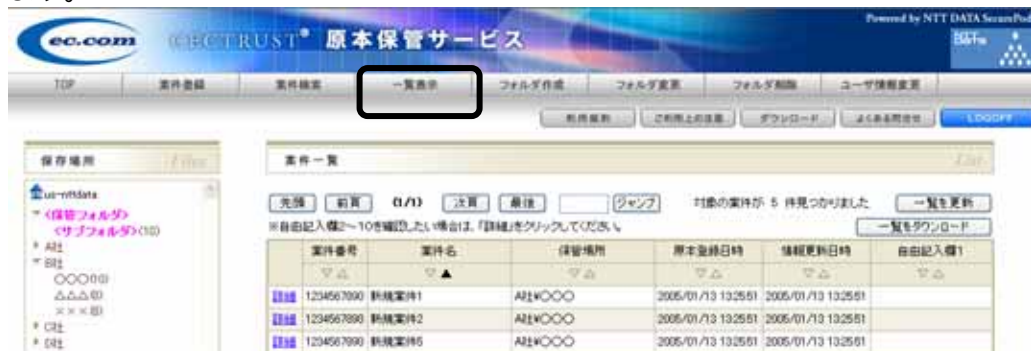 Powered by NTT DATA SecurePod
ec.com CECTRUST® 原本保管サービス
TOP 案件登録 案件検索 一覧表示 フォルダ作成 フォルダ変更 フォルダ削除 ユーザ情報変更
利用規約 ご利用上の注意 ダウンロード よくある問合せ LOGOFF
保存場所 Files
案件一覧 List
us-nttdata
<保管フォルダ>
<サブフォルダ>(10)
A社
B社
○○○(0)
△△△(0)
×××(0)
C社
D社
先頭 前頁 (1/1) 次頁 最後 ジャンプ 対象の案件が 5 件見つかりました 一覧を更新
※自由記入欄2~10を確認したい場合は、「詳細」をクリックしてください。 一覧をダウンロード
案件番号 案件名 保管場所 原本登録日時 情報更新日時 自由記入欄1
▽△ ▽▲ ▽△ ▽△ ▽△ ▽△
詳細 1234567890 新規案件1 A社¥○○○ 2005/01/13 13:25:51 2005/01/13 13:25:51
詳細 1234567890 新規案件2 A社¥○○○ 2005/01/13 13:25:51 2005/01/13 13:25:51
詳細 1234567890 新規案件5 A社¥○○○ 2005/01/13 13:25:51 2005/01/13 13:25:51